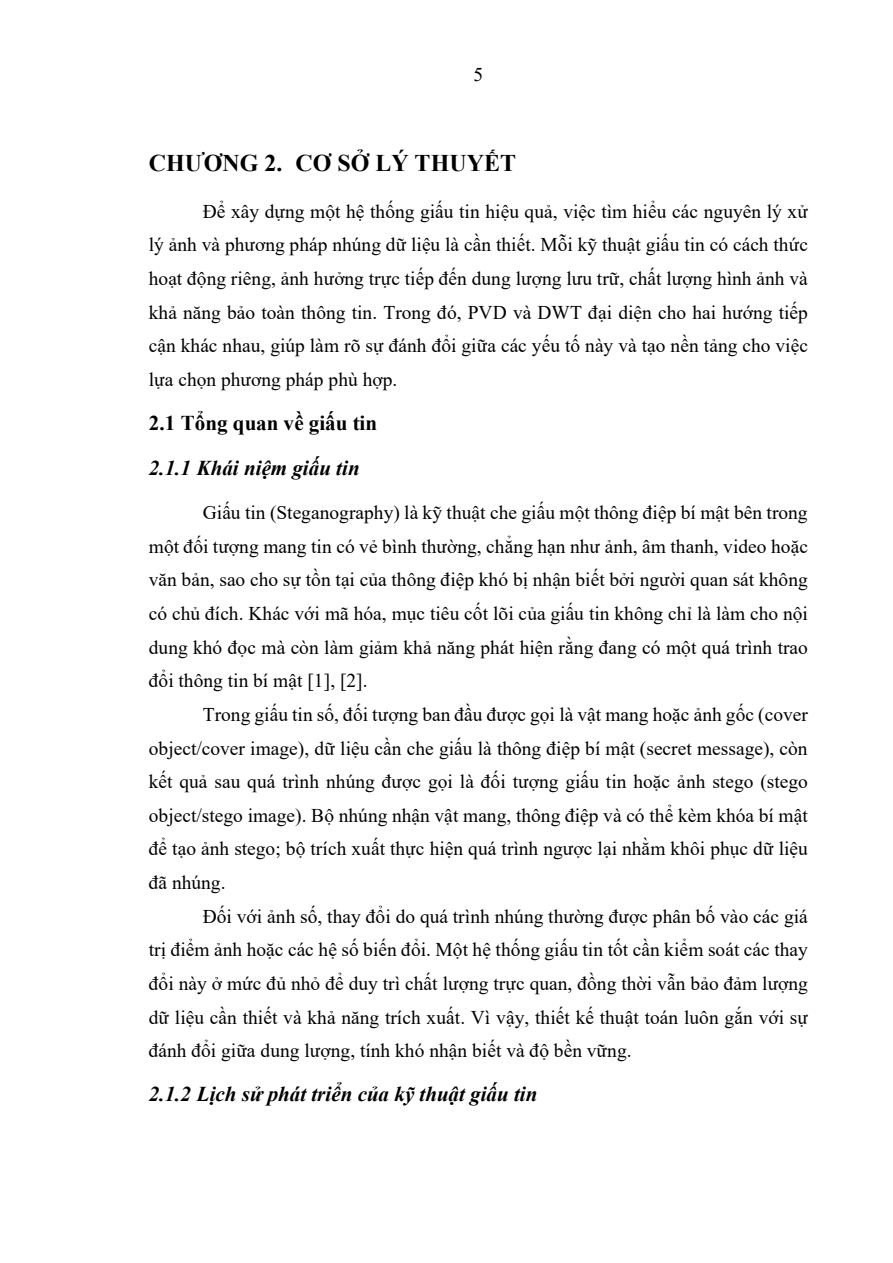 5
CHƯƠNG 2. CƠ SỞ LÝ THUYẾT
Để xây dựng một hệ thống giấu tin hiệu quả, việc tìm hiểu các nguyên lý xử
lý ảnh và phương pháp nhúng dữ liệu là cần thiết. Mỗi kỹ thuật giấu tin có cách thức
hoạt động riêng, ảnh hưởng trực tiếp đến dung lượng lưu trữ, chất lượng hình ảnh và
khả năng bảo toàn thông tin. Trong đó, PVD và DWT đại diện cho hai hướng tiếp
cận khác nhau, giúp làm rõ sự đánh đổi giữa các yếu tố này và tạo nền tảng cho việc
lựa chọn phương pháp phù hợp.
2.1 Tổng quan về giấu tin
2.1.1 Khái niệm giấu tin
Giấu tin (Steganography) là kỹ thuật che giấu một thông điệp bí mật bên trong
một đối tượng mang tin có vẻ bình thường, chẳng hạn như ảnh, âm thanh, video hoặc
văn bản, sao cho sự tồn tại của thông điệp khó bị nhận biết bởi người quan sát không
có chủ đích. Khác với mã hóa, mục tiêu cốt lõi của giấu tin không chỉ là làm cho nội
dung khó đọc mà còn làm giảm khả năng phát hiện rằng đang có một quá trình trao
đổi thông tin bí mật [1], [2].
Trong giấu tin số, đối tượng ban đầu được gọi là vật mang hoặc ảnh gốc (cover
object/cover image), dữ liệu cần che giấu là thông điệp bí mật (secret message), còn
kết quả sau quá trình nhúng được gọi là đối tượng giấu tin hoặc ảnh stego (stego
object/stego image). Bộ nhúng nhận vật mang, thông điệp và có thể kèm khóa bí mật
để tạo ảnh stego; bộ trích xuất thực hiện quá trình ngược lại nhằm khôi phục dữ liệu
đã nhúng.
Đối với ảnh số, thay đổi do quá trình nhúng thường được phân bố vào các giá
trị điểm ảnh hoặc các hệ số biến đổi. Một hệ thống giấu tin tốt cần kiểm soát các thay
đổi này ở mức đủ nhỏ để duy trì chất lượng trực quan, đồng thời vẫn bảo đảm lượng
dữ liệu cần thiết và khả năng trích xuất. Vì vậy, thiết kế thuật toán luôn gắn với sự
đánh đổi giữa dung lượng, tính khó nhận biết và độ bền vững.
2.1.2 Lịch sử phát triển của kỹ thuật giấu tin